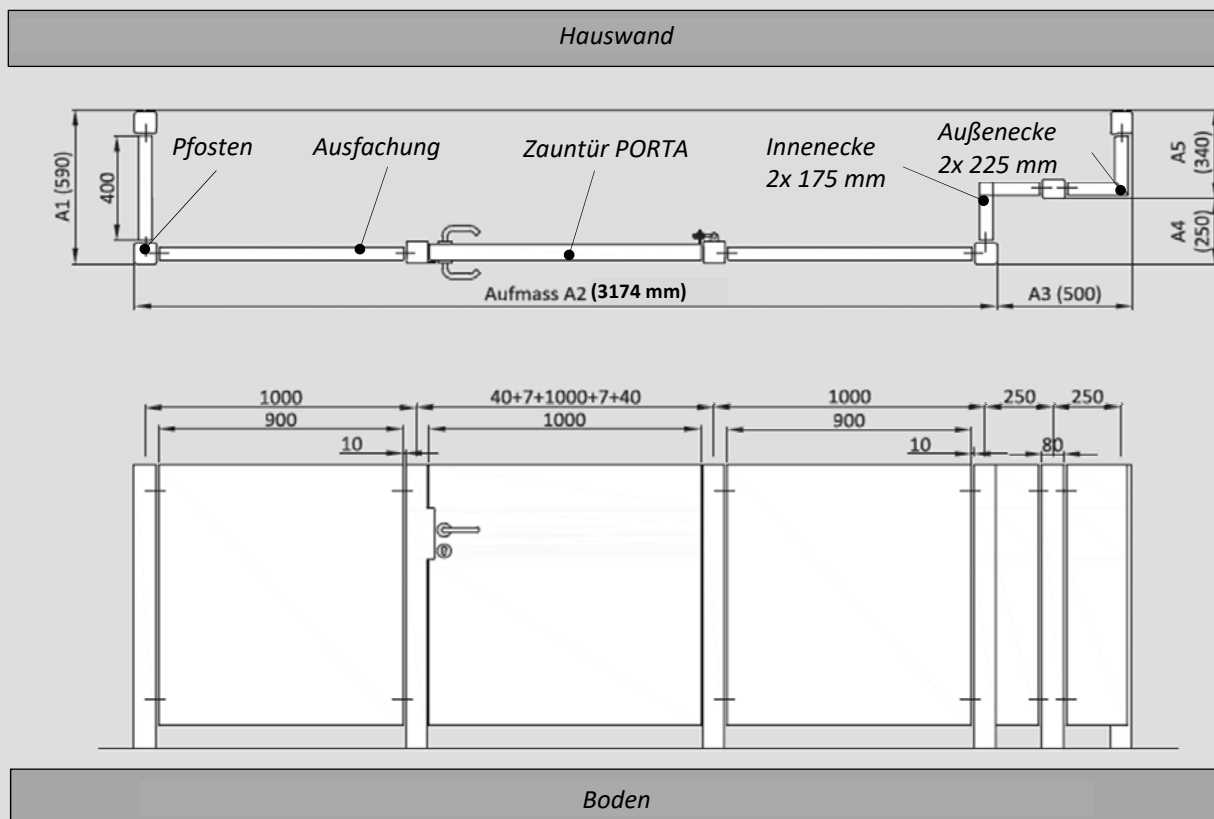 Hauswand
A1 (590)
400
Pfosten
Ausfachung
Zauntür PORTA
Innenecke
2x 175 mm
Außenecke
2x 225 mm
A5
(340)
A4
(250)
Aufmass A2 (3174 mm)
A3 (500)
1000
40+7+1000+7+40
1000
250
250
900
1000
900
10
10
80
Boden